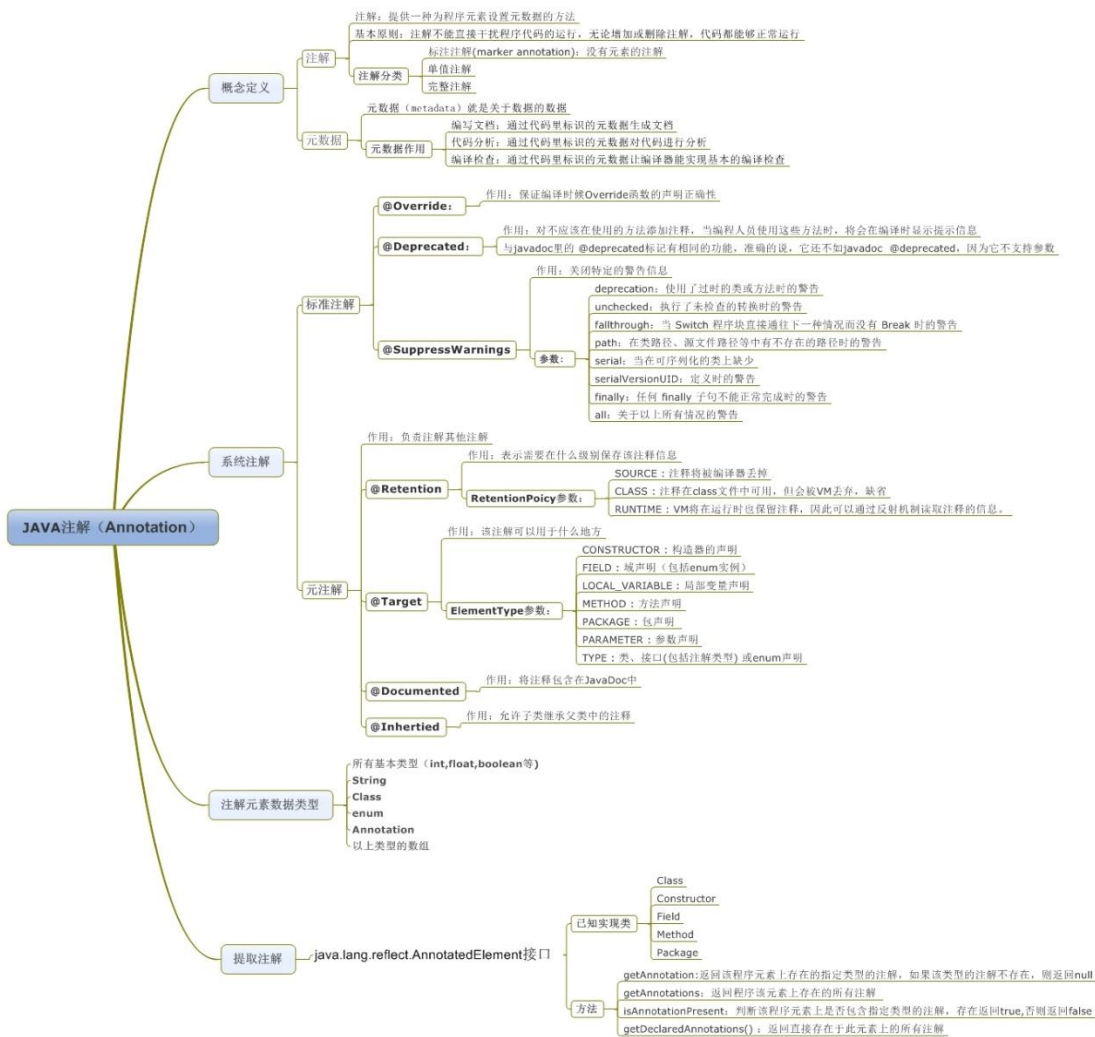 JAVA注解（Annotation）
概念定义
注解
注解：提供一种为程序元素设置元数据的方法
基本原则：注解不能直接干扰程序代码的运行，无论增加或删除注解，代码都能够正常运行
注解分类
标注注解(marker annotation)：没有元素的注解
单值注解
完整注解
元数据
元数据（metadata）就是关于数据的数据
元数据作用
编写文档：通过代码里标识的元数据生成文档
代码分析：通过代码里标识的元数据对代码进行分析
编译检查：通过代码里标识的元数据让编译器能实现基本的编译检查
系统注解
标准注解
@Override：
作用：保证编译时候Override函数的声明正确性
@Deprecated：
作用：对不应该在使用的方法添加注释，当编程人员使用这些方法时，将会在编译时显示提示信息
与javadoc里的 @deprecated标记有相同的功能，准确的说，它还不如javadoc @deprecated，因为它不支持参数
@SuppressWarnings
作用：关闭特定的警告信息
参数：
deprecation：使用了过时的类或方法时的警告
unchecked：执行了未检查的转换时的警告
fallthrough：当 Switch 程序块直接通往下一种情况而没有 Break 时的警告
path：在类路径、源文件路径等中有不存在的路径时的警告
serial：当在可序列化的类上缺少
serialVersionUID：定义时的警告
finally：任何 finally 子句不能正常完成时的警告
all：关于以上所有情况的警告
元注解
作用：负责注解其他注解
@Retention
作用：表示需要在什么级别保存该注释信息
RetentionPoicy参数：
SOURCE：注释将被编译器丢掉
CLASS：注释在class文件中可用，但会被VM丢弃，缺省
RUNTIME：VM将在运行时也保留注释，因此可以通过反射机制读取注释的信息。
@Target
作用：该注解可以用于什么地方
ElementType参数：
CONSTRUCTOR：构造器的声明
FIELD：域声明（包括enum实例）
LOCAL_VARIABLE：局部变量声明
METHOD：方法声明
PACKAGE：包声明
PARAMETER：参数声明
TYPE：类、接口(包括注解类型) 或enum声明
@Documented
作用：将注释包含在JavaDoc中
@Inhertied
作用：允许子类继承父类中的注释
注解元素数据类型
所有基本类型（int,float,boolean等)
String
Class
enum
Annotation
以上类型的数组
提取注解
java.lang.reflect.AnnotatedElement接口
已知实现类
Class
Constructor
Field
Method
Package
方法
getAnnotation:返回该程序元素上存在的指定类型的注解，如果该类型的注解不存在，则返回null
getAnnotations：返回程序该元素上存在的所有注解
isAnnotationPresent：判断该程序元素上是否包含指定类型的注解，存在返回true,否则返回false
getDeclaredAnnotations()：返回直接存在于此元素上的所有注解